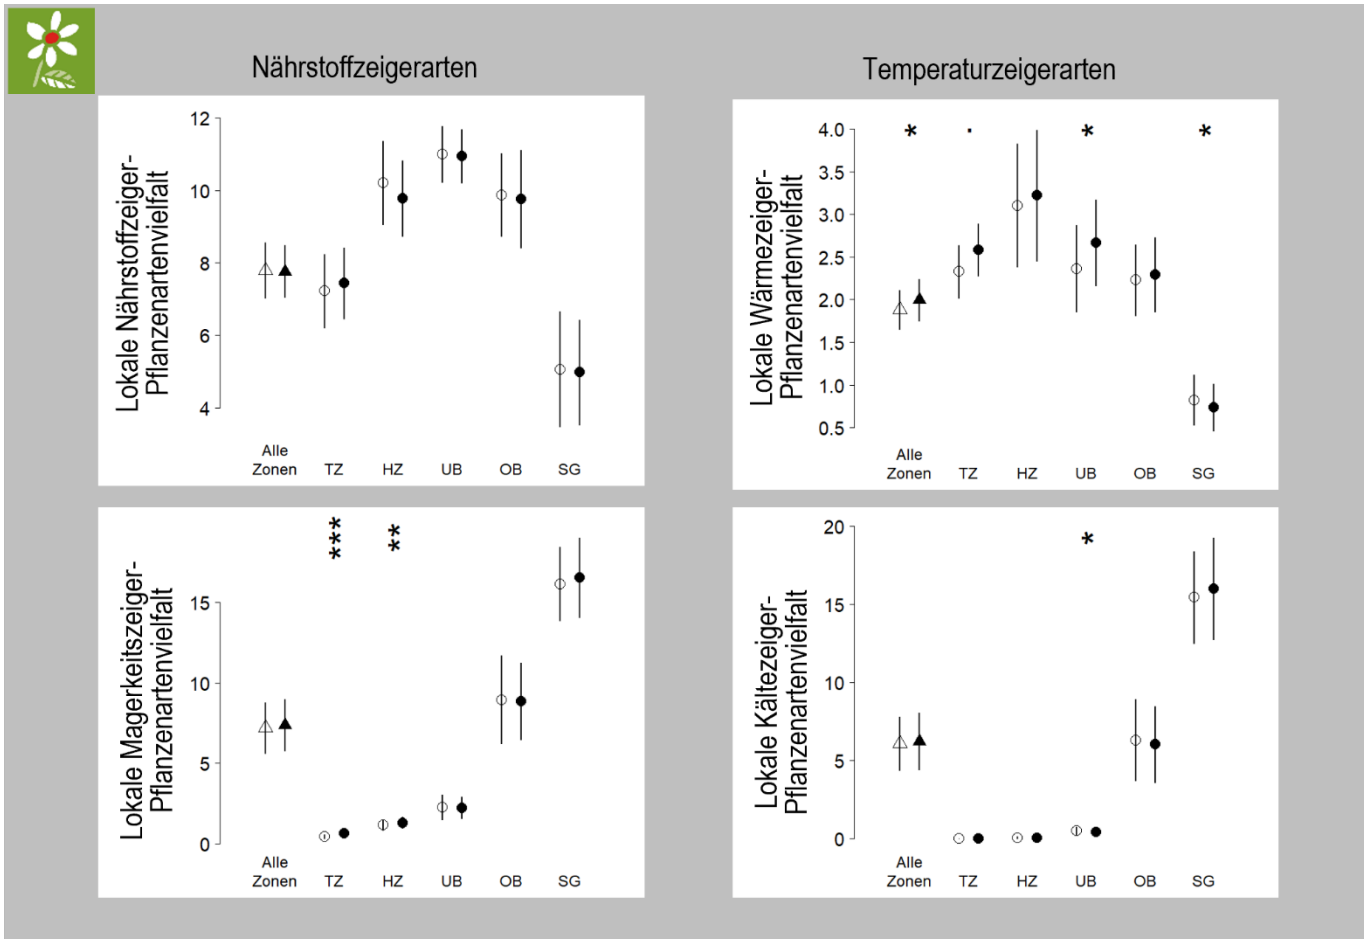 Nährstoffzeigerarten
Temperaturzeigerarten
Lokale Nährstoffzeiger-
Pflanzenartenvielfalt
12
10
8
6
4
Alle
Zonen TZ HZ UB OB SG
Lokale Wärmezeiger-
Pflanzenartenvielfalt
* . * *
4.0
3.5
3.0
2.5
2.0
1.5
1.0
0.5
Alle
Zonen TZ HZ UB OB SG
Lokale Magerkeitszeiger-
Pflanzenartenvielfalt
*** **
15
10
5
0
Alle
Zonen TZ HZ UB OB SG
Lokale Kältezeiger-
Pflanzenartenvielfalt
*
20
15
10
5
0
Alle
Zonen TZ HZ UB OB SG